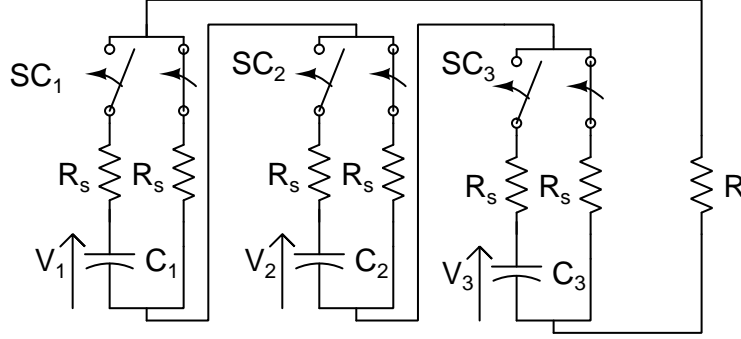 SC₁
SC₂
SC₃
Rₛ
Rₛ
Rₛ
Rₛ
Rₛ
Rₛ
R
V₁
C₁
V₂
C₂
V₃
C₃